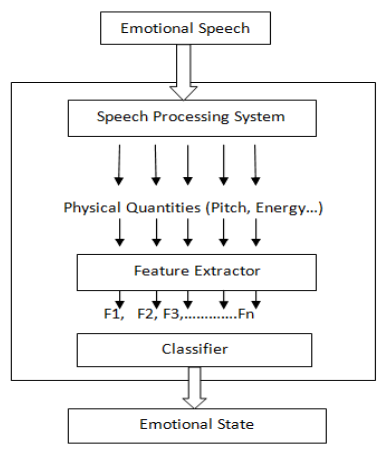 Emotional Speech
Speech Processing System
Physical Quantities (Pitch, Energy...)
Feature Extractor
F1, F2, F3,.............Fn
Classifier
Emotional State